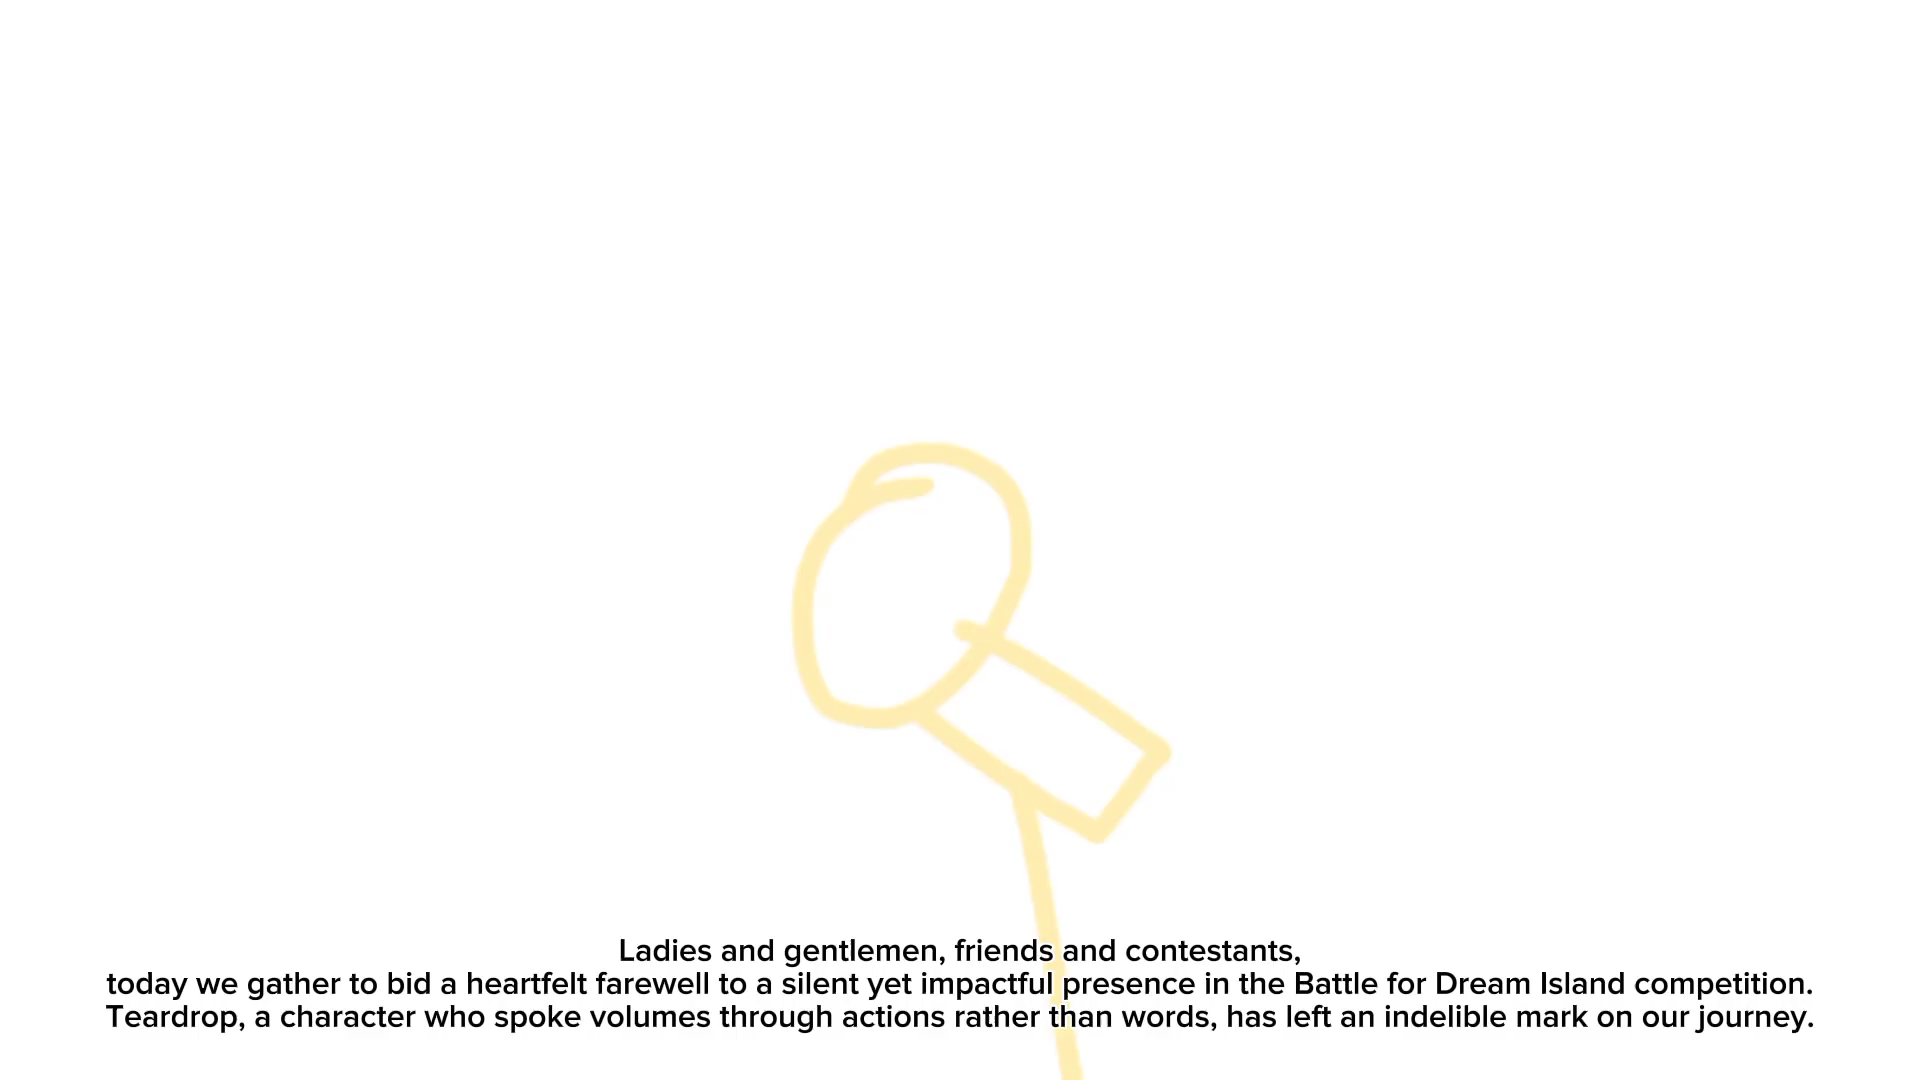 Ladies and gentlemen, friends and contestants,
today we gather to bid a heartfelt farewell to a silent yet impactful presence in the Battle for Dream Island competition.
Teardrop, a character who spoke volumes through actions rather than words, has left an indelible mark on our journey.